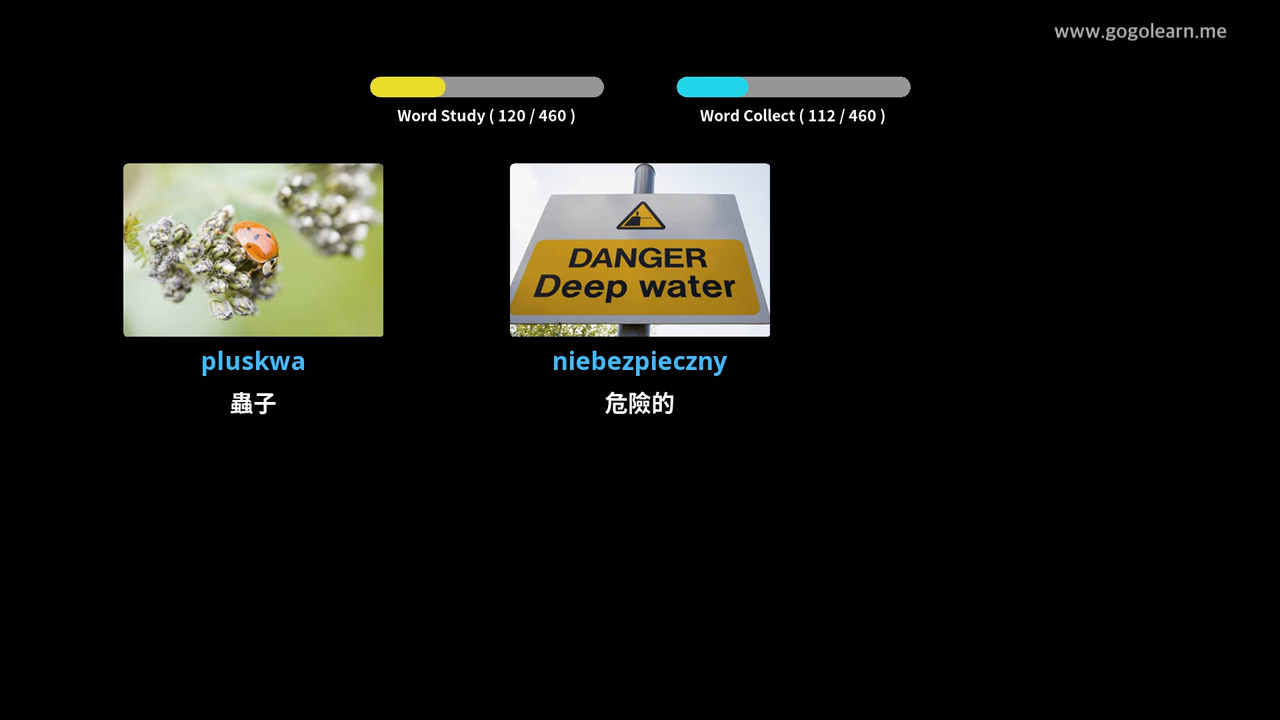 www.gogolearn.me
Word Study ( 120 / 460 )
Word Collect ( 112 / 460 )
DANGER
Deep water
pluskwa
niebezpieczny
蟲子
危險的